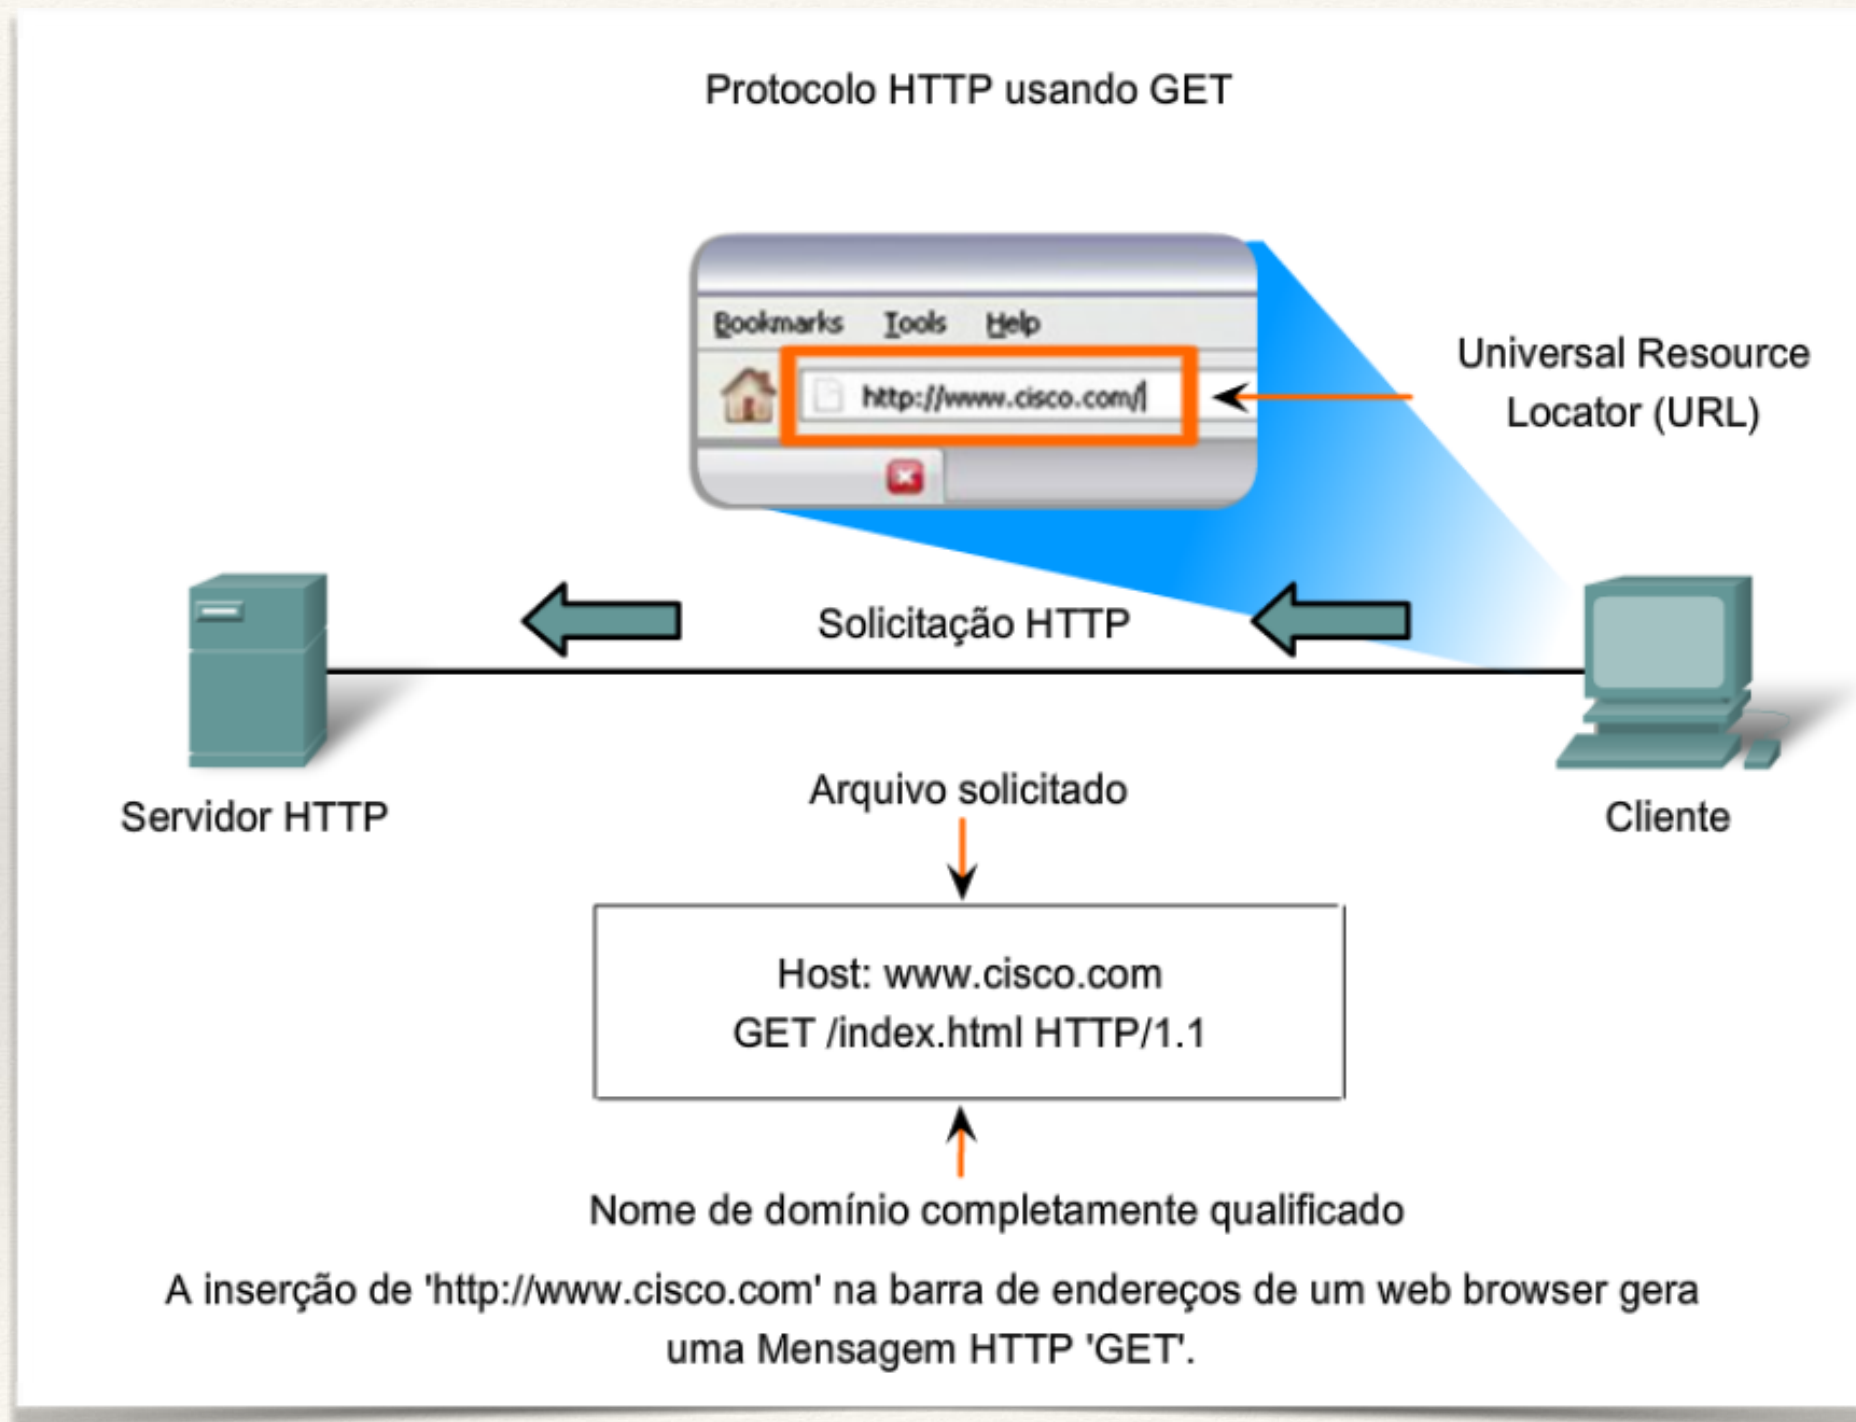 Protocolo HTTP usando GET
Bookmarks Tools Help
http://www.cisco.com/
Universal Resource
Locator (URL)
Solicitação HTTP
Servidor HTTP
Cliente
Arquivo solicitado
Host: www.cisco.com
GET /index.html HTTP/1.1
Nome de domínio completamente qualificado
A inserção de 'http://www.cisco.com' na barra de endereços de um web browser gera
uma Mensagem HTTP 'GET'.